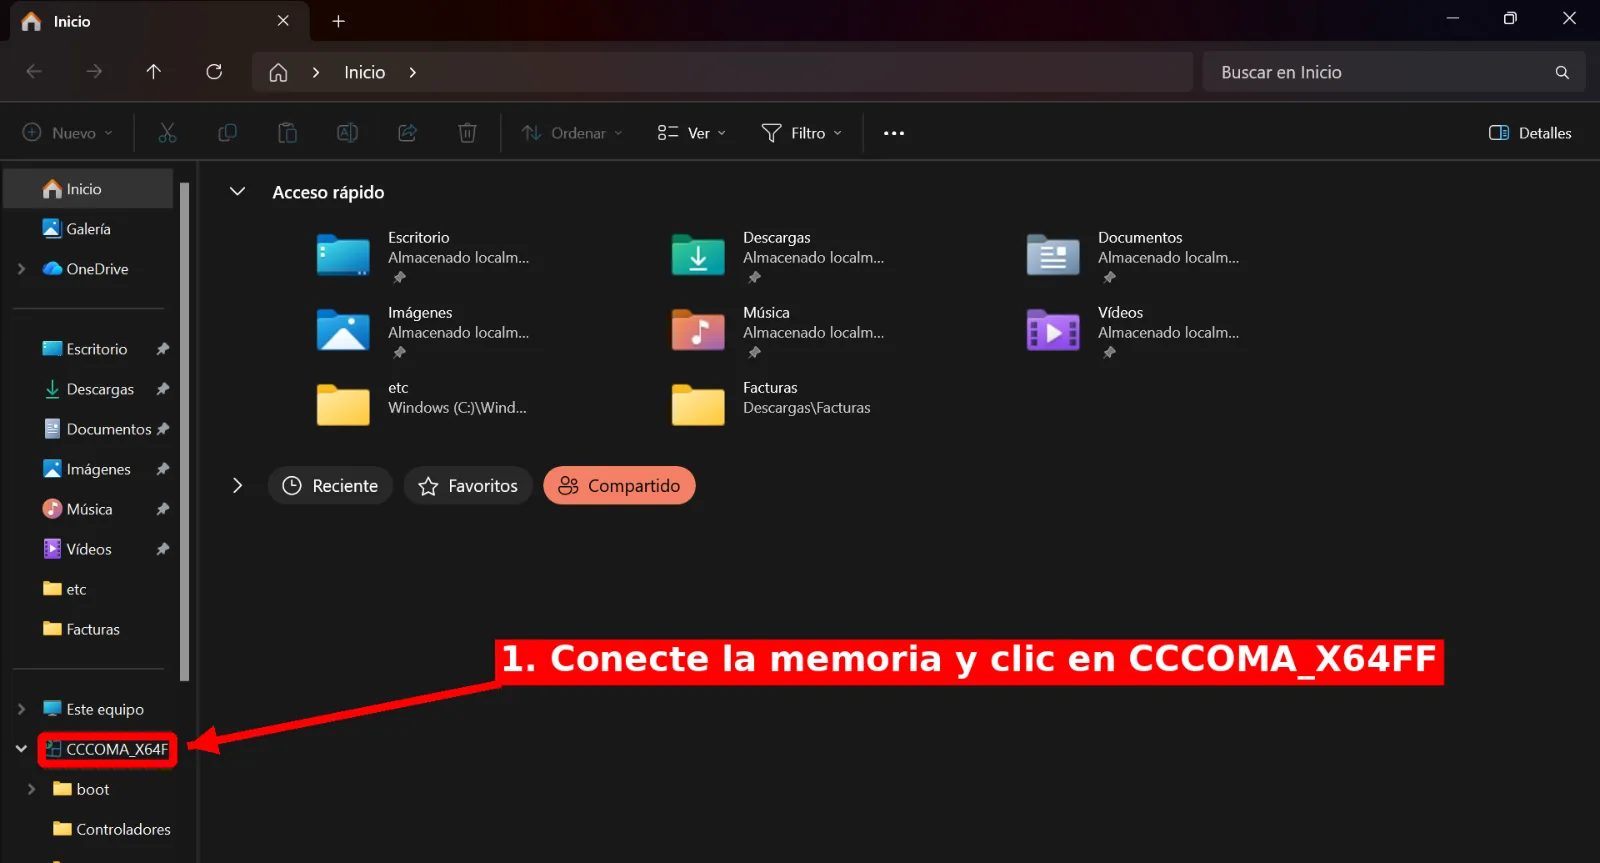 Inicio
Inicio
Buscar en Inicio
Nuevo
Ordenar
Ver
Filtro
Detalles
Inicio
Galería
OneDrive
Escritorio
Descargas
Documentos
Imágenes
Música
Vídeos
etc
Facturas
Este equipo
CCCOMA_X64F
boot
Controladores
Acceso rápido
Escritorio
Almacenado localm...
Descargas
Almacenado localm...
Documentos
Almacenado localm...
Imágenes
Almacenado localm...
Música
Almacenado localm...
Vídeos
Almacenado localm...
etc
Windows (C:)\Wind...
Facturas
Descargas\Facturas
Reciente
Favoritos
Compartido
1. Conecte la memoria y clic en CCCOMA_X64FF